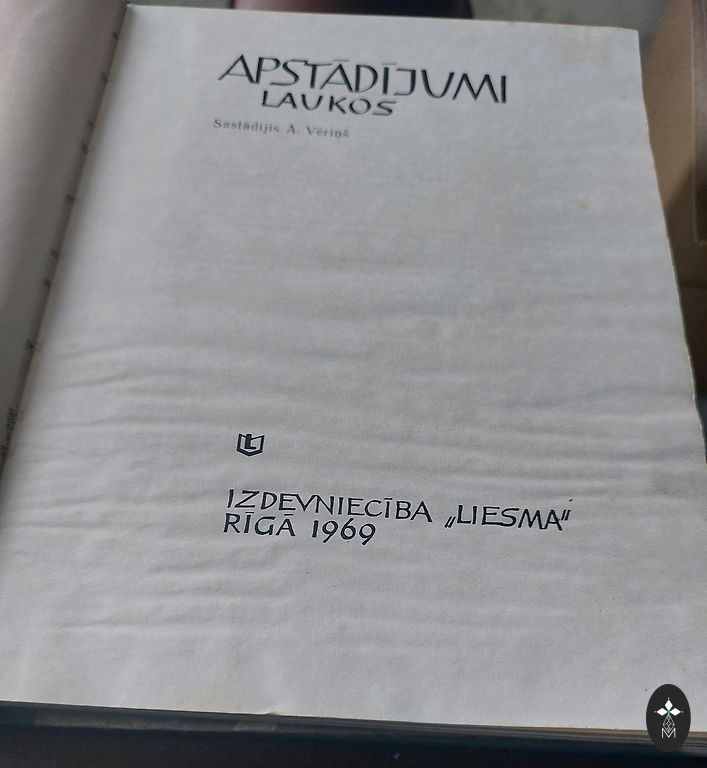 APSTĀDĪJUMI
LAUKOS
Sastādījis A. Vēriņš
L
IZDEVNIECĪBA „LIESMA"
RĪGĀ 1969
M